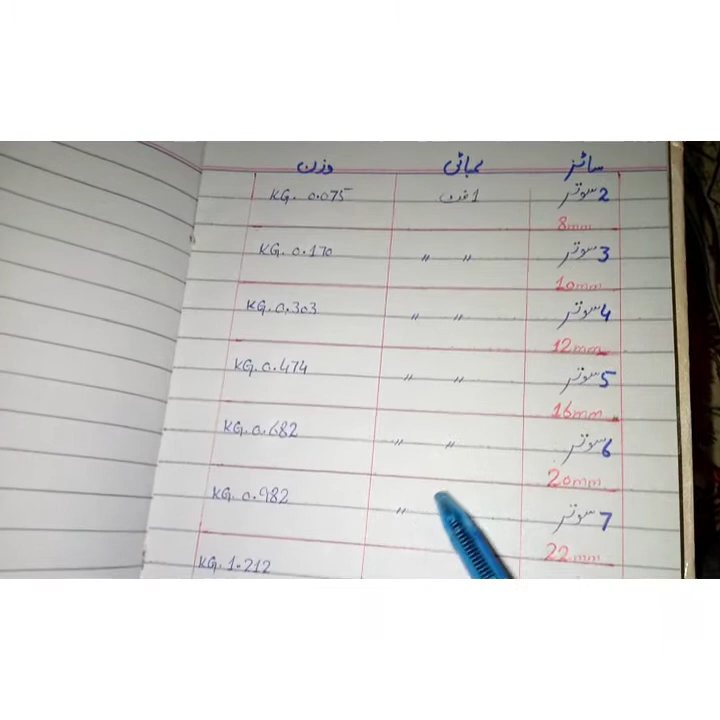 سائز لمبائی وزن
2 سوتر 1 فٹ KG. 0.075
8mm
3 سوتر " " KG. 0.170
10mm
4 سوتر " " KG. 0.303
12mm
5 سوتر " " KG. 0.474
16mm
6 سوتر " " KG. 0.682
20mm
7 سوتر " KG. 0.982
22mm
KG. 1.212